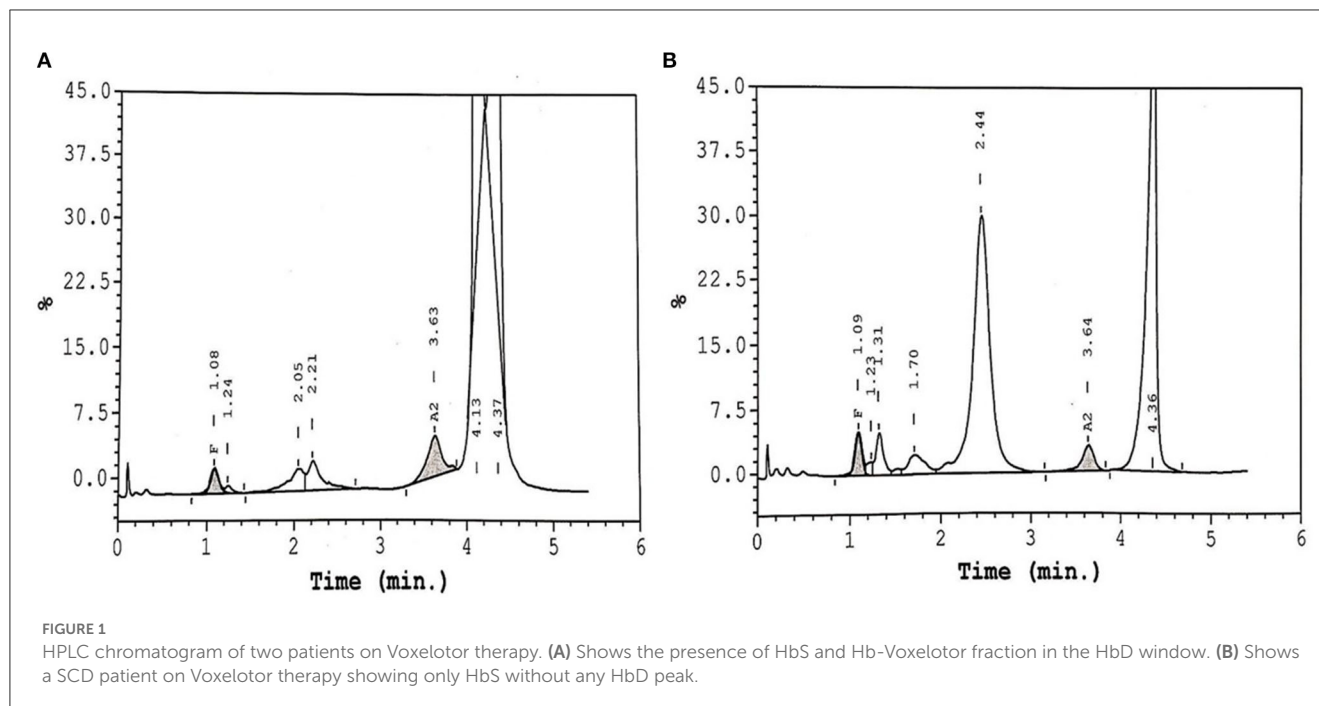 A
B
45.0
37.5
30.0
22.5
15.0
7.5
0.0
%
F
1.08
1.24
2.05
2.21
A2
3.63
4.13
4.37
0 1 2 3 4 5 6
Time (min.)
45.0
37.5
30.0
22.5
15.0
7.5
0.0
%
F
1.09
1.23
1.31
1.70
2.44
A2
3.64
4.36
0 1 2 3 4 5 6
Time (min.)
FIGURE 1
HPLC chromatogram of two patients on Voxelotor therapy. (A) Shows the presence of HbS and Hb-Voxelotor fraction in the HbD window. (B) Shows
a SCD patient on Voxelotor therapy showing only HbS without any HbD peak.